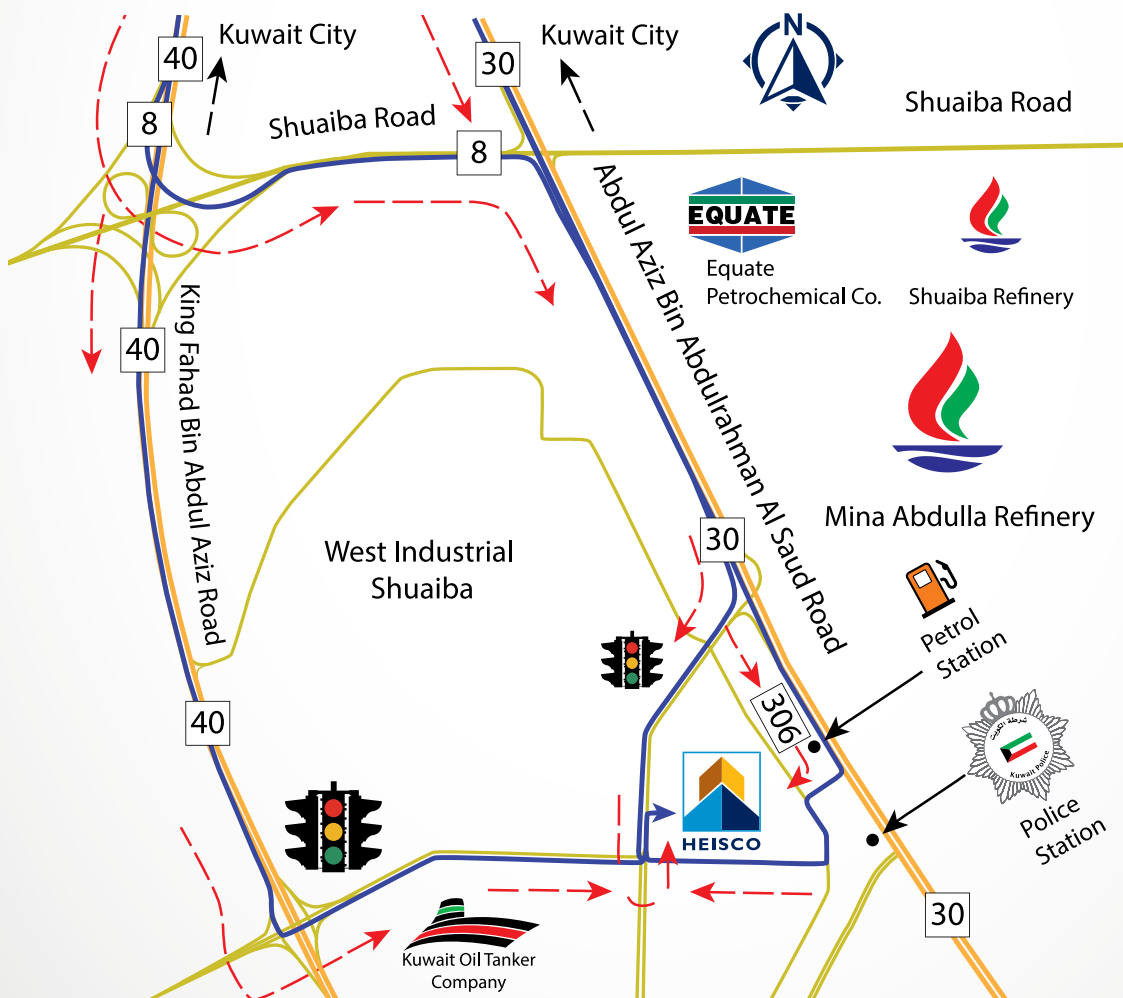 Kuwait City
Kuwait City
N
40
30
8
Shuaiba Road
8
Shuaiba Road
Abdul Aziz Bin Abdulrahman Al Saud Road
EQUATE
Equate
Petrochemical Co.
Shuaiba Refinery
King Fahad Bin Abdul Aziz Road
40
Mina Abdulla Refinery
West Industrial
Shuaiba
30
Petrol
Station
306
40
شرطة الكويت
Kuwait Police
Police
Station
HEISCO
30
Kuwait Oil Tanker
Company